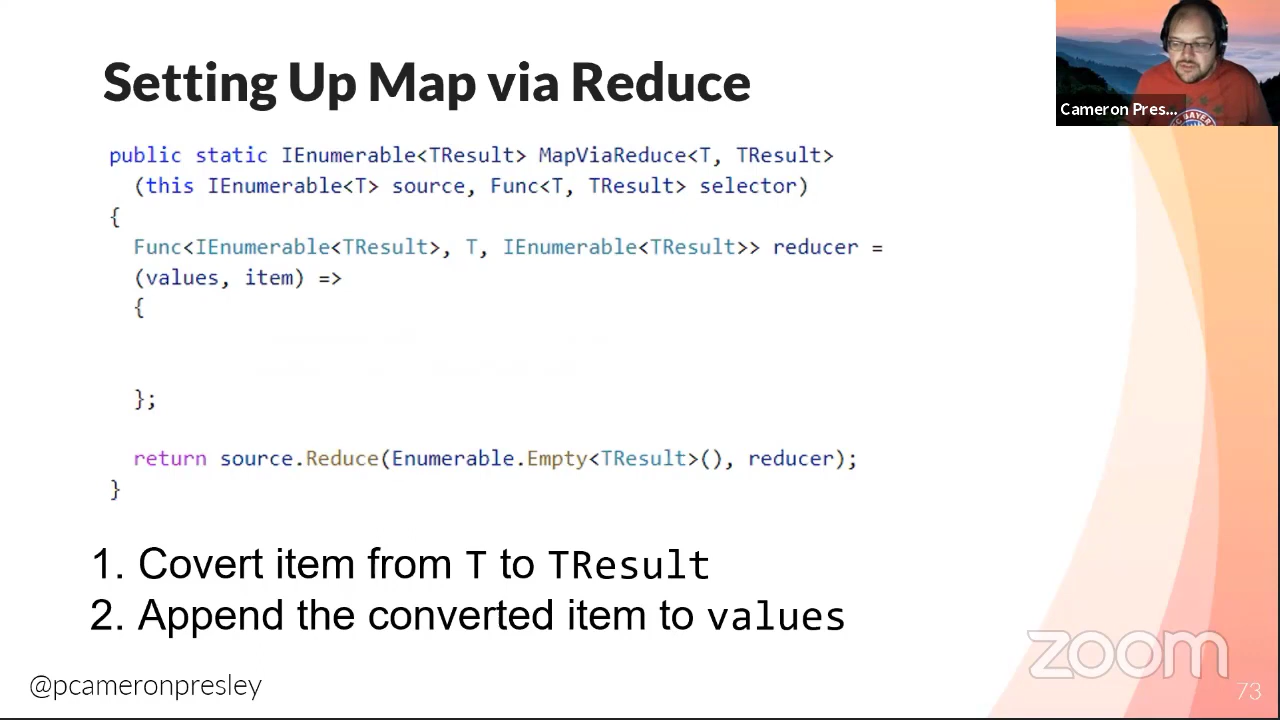 Setting Up Map via Reduce
Cameron Pres...
public static IEnumerable<TResult> MapViaReduce<T, TResult>
(this IEnumerable<T> source, Func<T, TResult> selector)
{
Func<IEnumerable<TResult>, T, IEnumerable<TResult>> reducer =
(values, item) =>
{
};
return source.Reduce(Enumerable.Empty<TResult>(), reducer);
}
1. Covert item from T to TResult
2. Append the converted item to values
zoom
@pcameronpresley
73